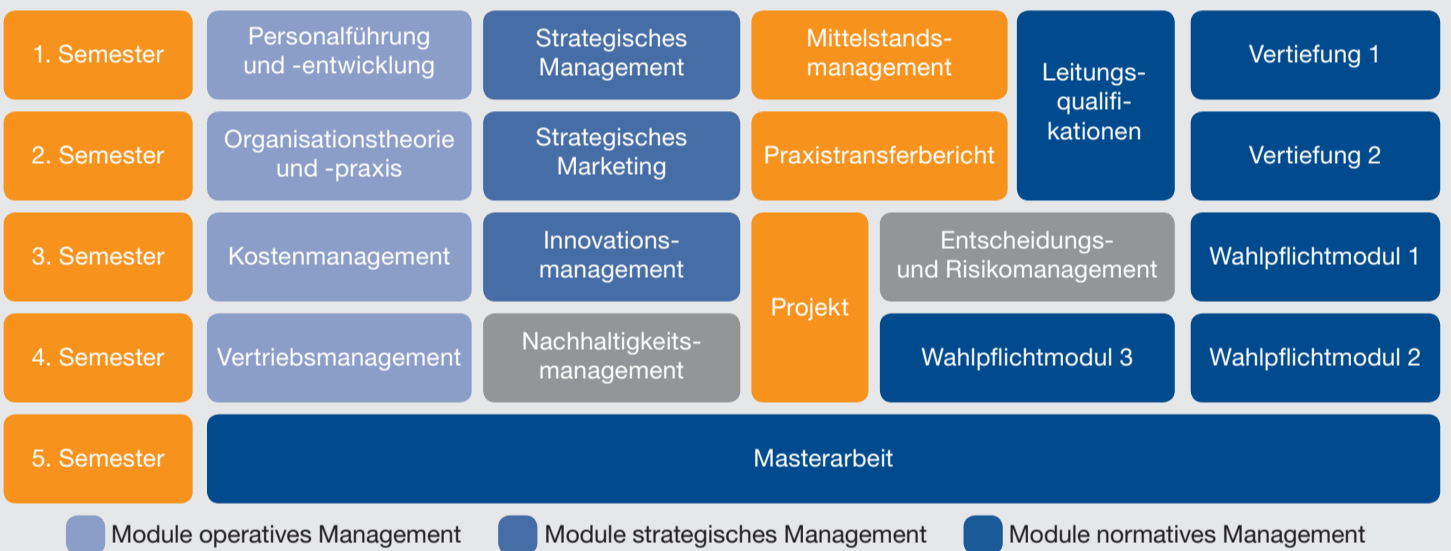 1. Semester
Personalführung
und -entwicklung
Strategisches
Management
Mittelstands-
management
Leitungs-
qualifi-
kationen
Vertiefung 1
2. Semester
Organisationstheorie
und -praxis
Strategisches
Marketing
Praxistransferbericht
Vertiefung 2
3. Semester
Kostenmanagement
Innovations-
management
Projekt
Entscheidungs-
und Risikomanagement
Wahlpflichtmodul 1
4. Semester
Vertriebsmanagement
Nachhaltigkeits-
management
Wahlpflichtmodul 3
Wahlpflichtmodul 2
5. Semester
Masterarbeit
Module operatives Management
Module strategisches Management
Module normatives Management